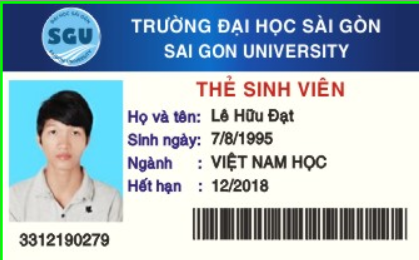 SGU
TRƯỜNG ĐẠI HỌC SÀI GÒN
SAI GON UNIVERSITY
THẺ SINH VIÊN
Họ và tên: Lê Hữu Đạt
Sinh ngày: 7/8/1995
Ngành : VIỆT NAM HỌC
Hết hạn : 12/2018
3312190279